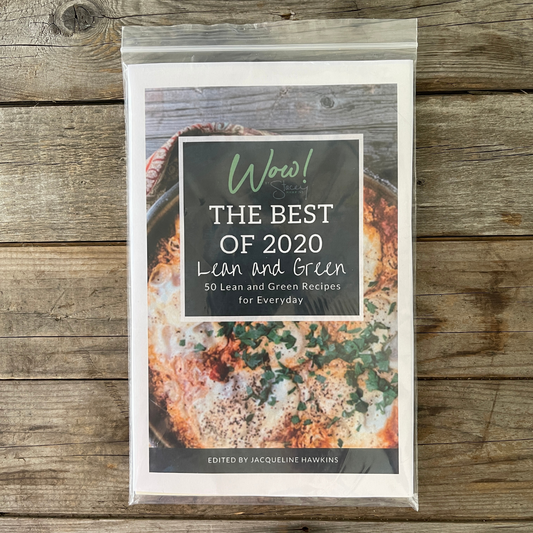 Wow!
Stacey
THE BEST
OF 2020
Lean and Green
50 Lean and Green Recipes
for Everyday
EDITED BY JACQUELINE HAWKINS